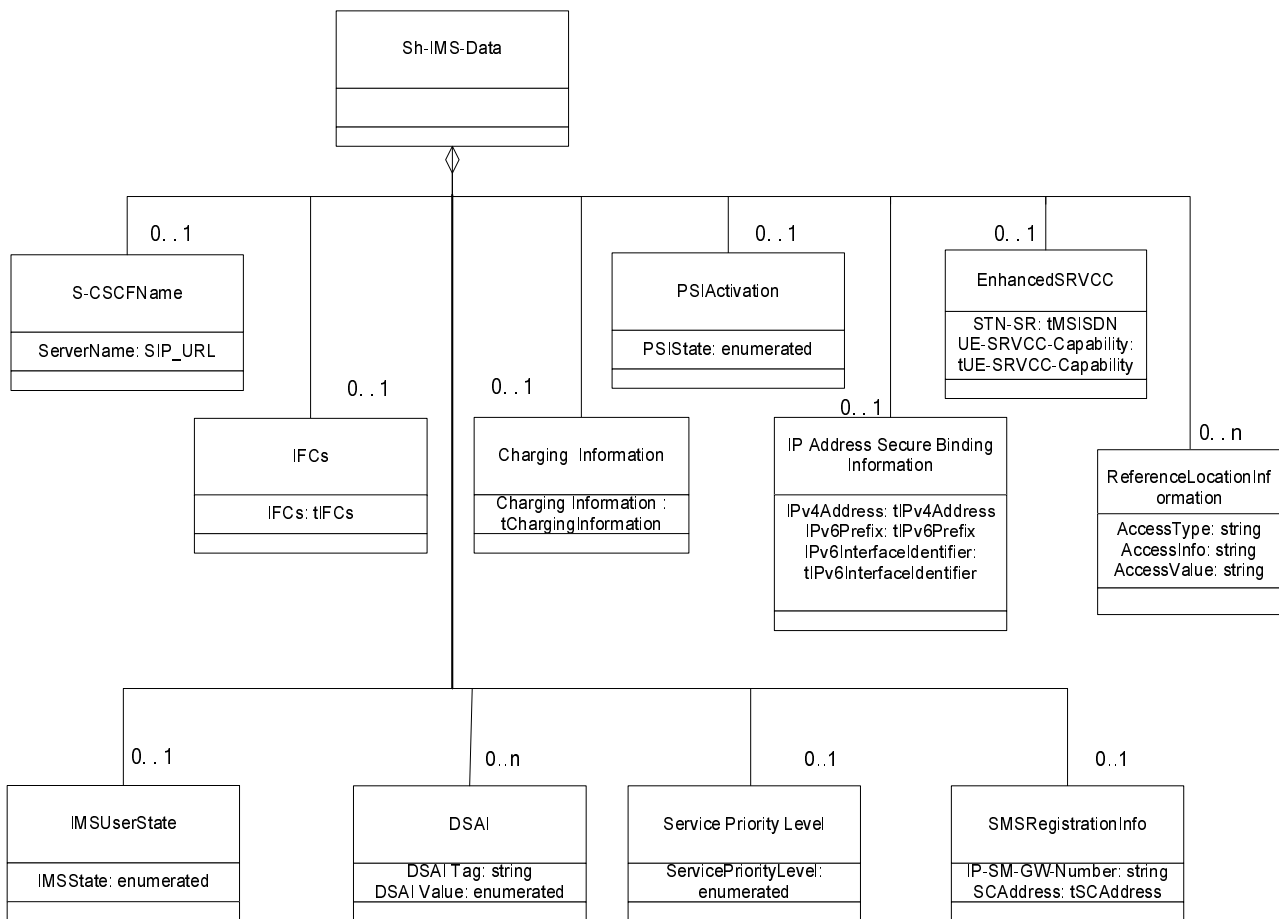 Sh-IMS-Data
0. . 1
0. . 1
0. . 1
S-CSCFName
ServerName: SIP_URL
PSIActivation
PSIState: enumerated
EnhancedSRVCC
STN-SR: tMSISDN
UE-SRVCC-Capability:
tUE-SRVCC-Capability
0. . 1
0. . 1
0. . 1
0. . n
IFCs
IFCs: tIFCs
Charging Information
Charging Information :
tChargingInformation
IP Address Secure Binding
Information
IPv4Address: tIPv4Address
IPv6Prefix: tIPv6Prefix
IPv6InterfaceIdentifier:
tIPv6InterfaceIdentifier
ReferenceLocationInf
ormation
AccessType: string
AccessInfo: string
AccessValue: string
0. . 1
0..n
0..1
0..1
IMSUserState
IMSState: enumerated
DSAI
DSAI Tag: string
DSAI Value: enumerated
Service Priority Level
ServicePriorityLevel:
enumerated
SMSRegistrationInfo
IP-SM-GW-Number: string
SCAddress: tSCAddress